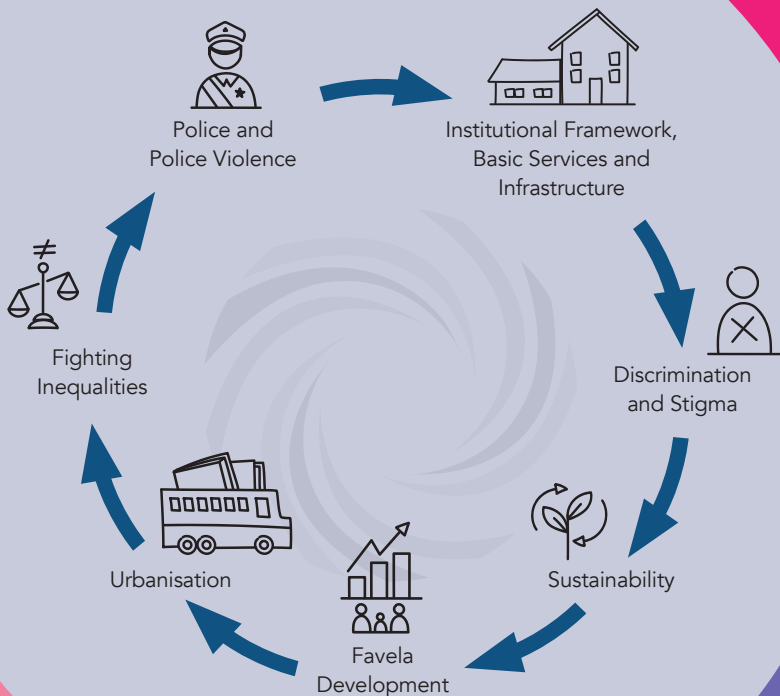 Police and
Police Violence
Institutional Framework,
Basic Services and
Infrastructure
Discrimination
and Stigma
Sustainability
Favela
Development
Urbanisation
Fighting
Inequalities